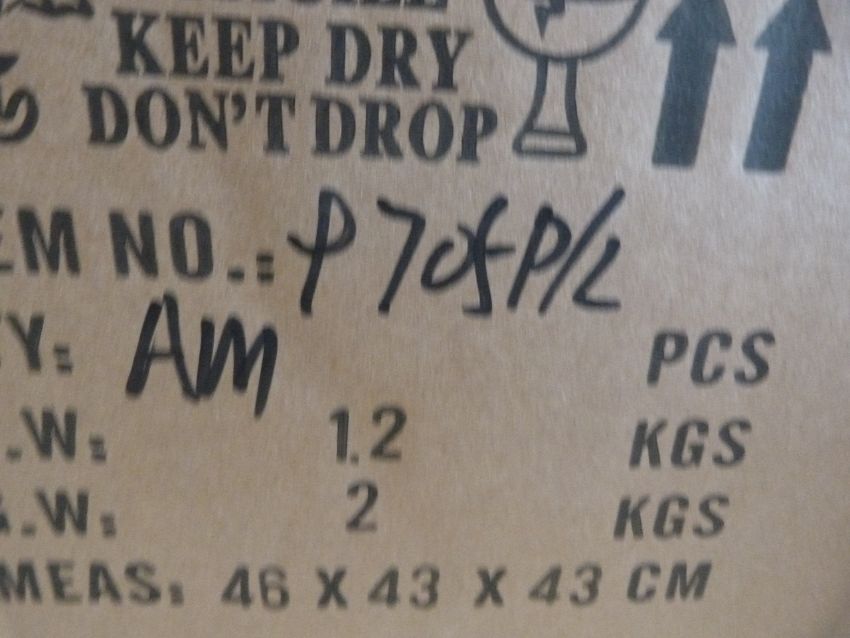 KEEP DRY
DON'T DROP
EM NO.: P705P/2
Y: AM PCS
.W: 1.2 KGS
G.W: 2 KGS
MEAS: 46 X 43 X 43 CM